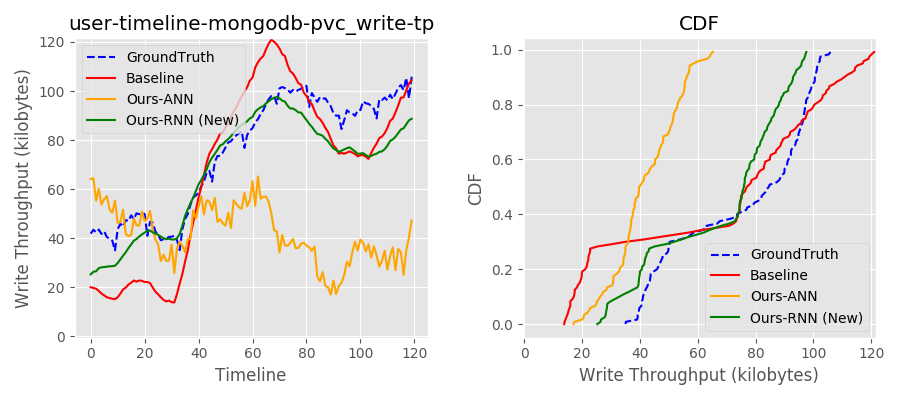 user-timeline-mongodb-pvc_write-tp
Write Throughput (kilobytes)
120
100
80
60
40
20
0
GroundTruth
Baseline
Ours-ANN
Ours-RNN (New)
0 20 40 60 80 100 120
Timeline
CDF
CDF
1.0
0.8
0.6
0.4
0.2
0.0
GroundTruth
Baseline
Ours-ANN
Ours-RNN (New)
0 20 40 60 80 100 120
Write Throughput (kilobytes)